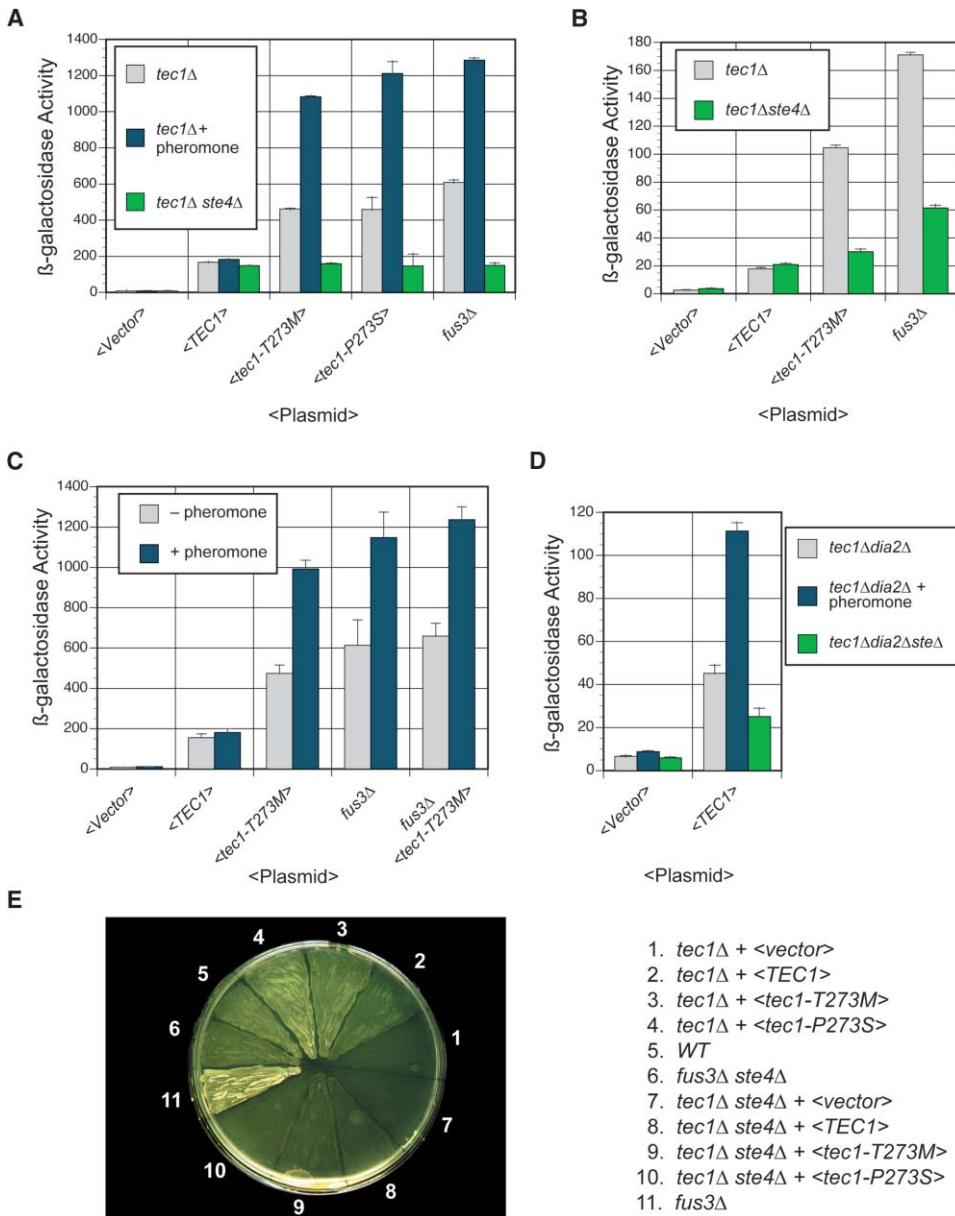 A
ß-galactosidase Activity
1400
1200
1000
800
600
400
200
0
tec1Δ
tec1Δ+
pheromone
tec1Δ ste4Δ
<Vector>
<TEC1>
<tec1-T273M>
<tec1-P273S>
fus3Δ
<Plasmid>
B
ß-galactosidase Activity
180
160
140
120
100
80
60
40
20
0
tec1Δ
tec1Δste4Δ
<Vector>
<TEC1>
<tec1-T273M>
fus3Δ
<Plasmid>
C
ß-galactosidase Activity
1400
1200
1000
800
600
400
200
0
– pheromone
+ pheromone
<Vector>
<TEC1>
<tec1-T273M>
fus3Δ
fus3Δ
<tec1-T273M>
<Plasmid>
D
ß-galactosidase Activity
120
100
80
60
40
20
0
tec1Δdia2Δ
tec1Δdia2Δ +
pheromone
tec1Δdia2ΔsteΔ
<Vector>
<TEC1>
<Plasmid>
E
1
2
3
4
5
6
11
10
9
8
7
1. tec1Δ + <vector>
2. tec1Δ + <TEC1>
3. tec1Δ + <tec1-T273M>
4. tec1Δ + <tec1-P273S>
5. WT
6. fus3Δ ste4Δ
7. tec1Δ ste4Δ + <vector>
8. tec1Δ ste4Δ + <TEC1>
9. tec1Δ ste4Δ + <tec1-T273M>
10. tec1Δ ste4Δ + <tec1-P273S>
11. fus3Δ